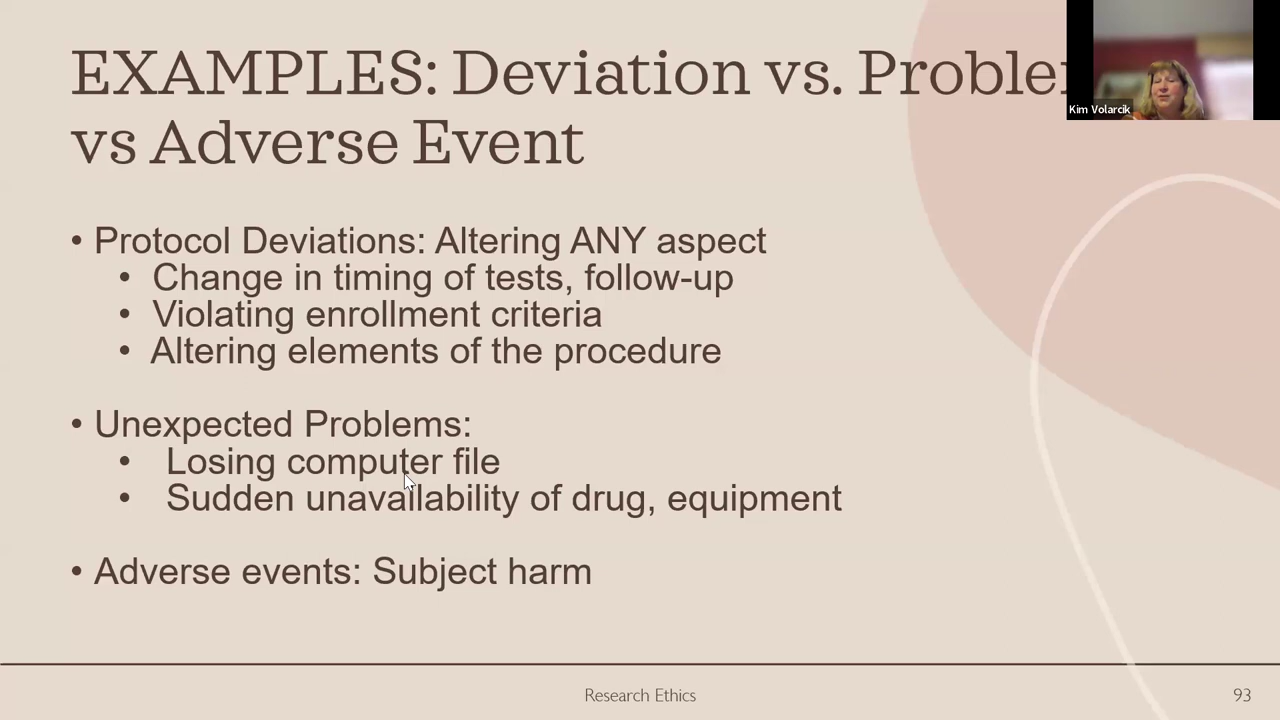 EXAMPLES: Deviation vs.
vs Adverse Event
Kim Volarcik
• Protocol Deviations: Altering ANY aspect
• Change in timing of tests, follow-up
• Violating enrollment criteria
• Altering elements of the procedure
• Unexpected Problems:
• Losing computer file
• Sudden unavailability of drug, equipment
• Adverse events: Subject harm
Research Ethics
93